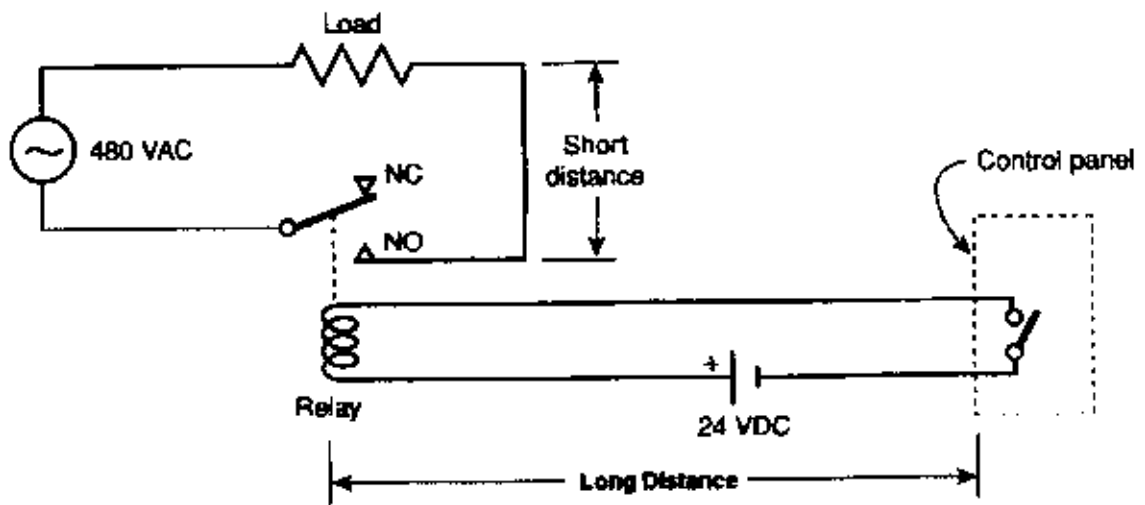 Load
480 VAC
NC
Short
distance
Control panel
NO
+
Relay
24 VDC
Long Distance